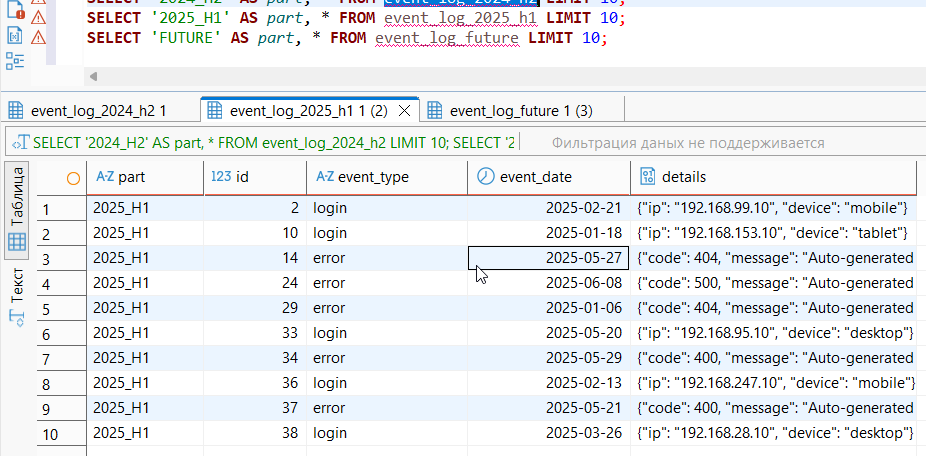 SELECT '2024_H2' AS part, * FROM event_log_2024_h2 LIMIT 10;
SELECT '2025_H1' AS part, * FROM event_log_2025_h1 LIMIT 10;
SELECT 'FUTURE' AS part, * FROM event_log_future LIMIT 10;
event_log_2024_h2 1 event_log_2025_h1 1 (2) event_log_future 1 (3)
SELECT '2024_H2' AS part, * FROM event_log_2024_h2 LIMIT 10; SELECT '2 Фильтрация данных не поддерживается
Таблица
Текст
A-Z part 123 id A-Z event_type event_date details
1 2025_H1 2 login 2025-02-21 {"ip": "192.168.99.10", "device": "mobile"}
2 2025_H1 10 login 2025-01-18 {"ip": "192.168.153.10", "device": "tablet"}
3 2025_H1 14 error 2025-05-27 {"code": 404, "message": "Auto-generated
4 2025_H1 24 error 2025-06-08 {"code": 500, "message": "Auto-generated
5 2025_H1 29 error 2025-01-06 {"code": 404, "message": "Auto-generated
6 2025_H1 33 login 2025-05-20 {"ip": "192.168.95.10", "device": "desktop"}
7 2025_H1 34 error 2025-05-29 {"code": 400, "message": "Auto-generated
8 2025_H1 36 login 2025-02-13 {"ip": "192.168.247.10", "device": "mobile"}
9 2025_H1 37 error 2025-05-21 {"code": 400, "message": "Auto-generated
10 2025_H1 38 login 2025-03-26 {"ip": "192.168.28.10", "device": "desktop"}